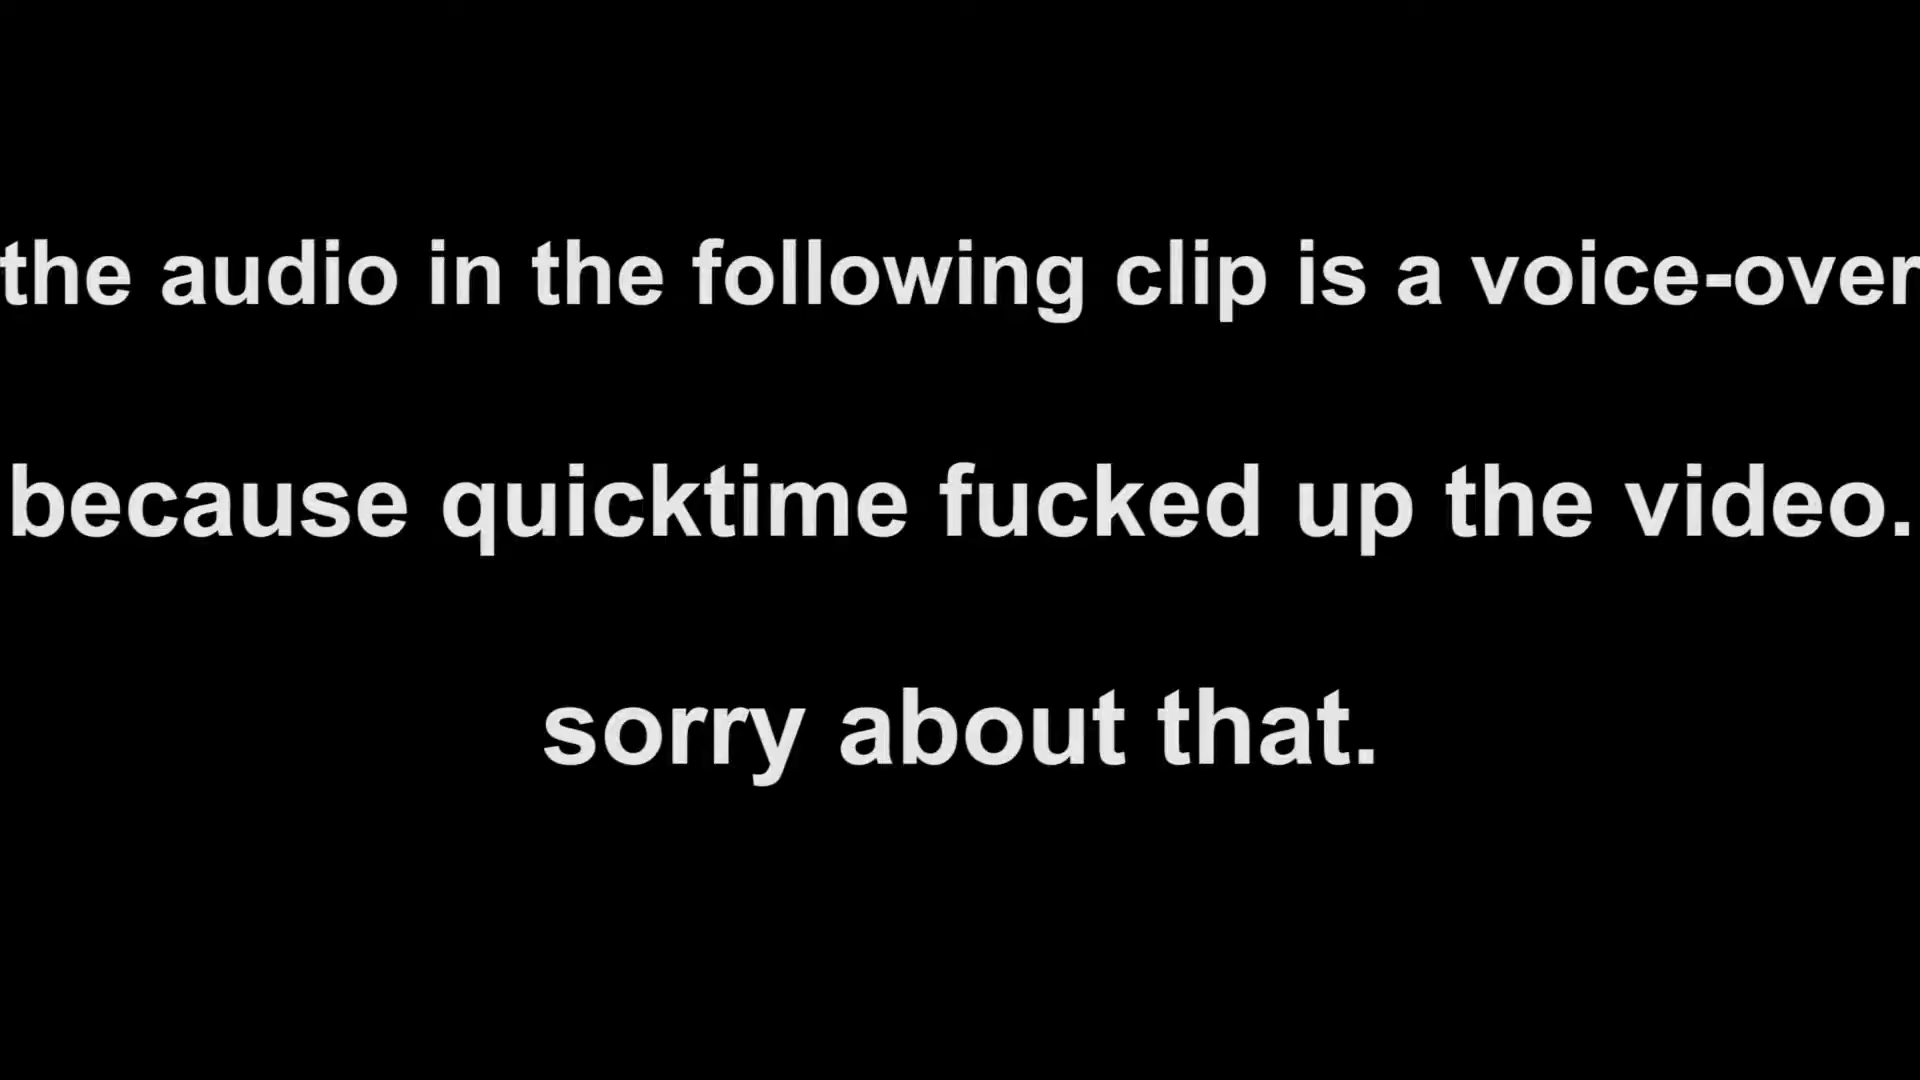 the audio in the following clip is a voice-over
because quicktime fucked up the video.
sorry about that.